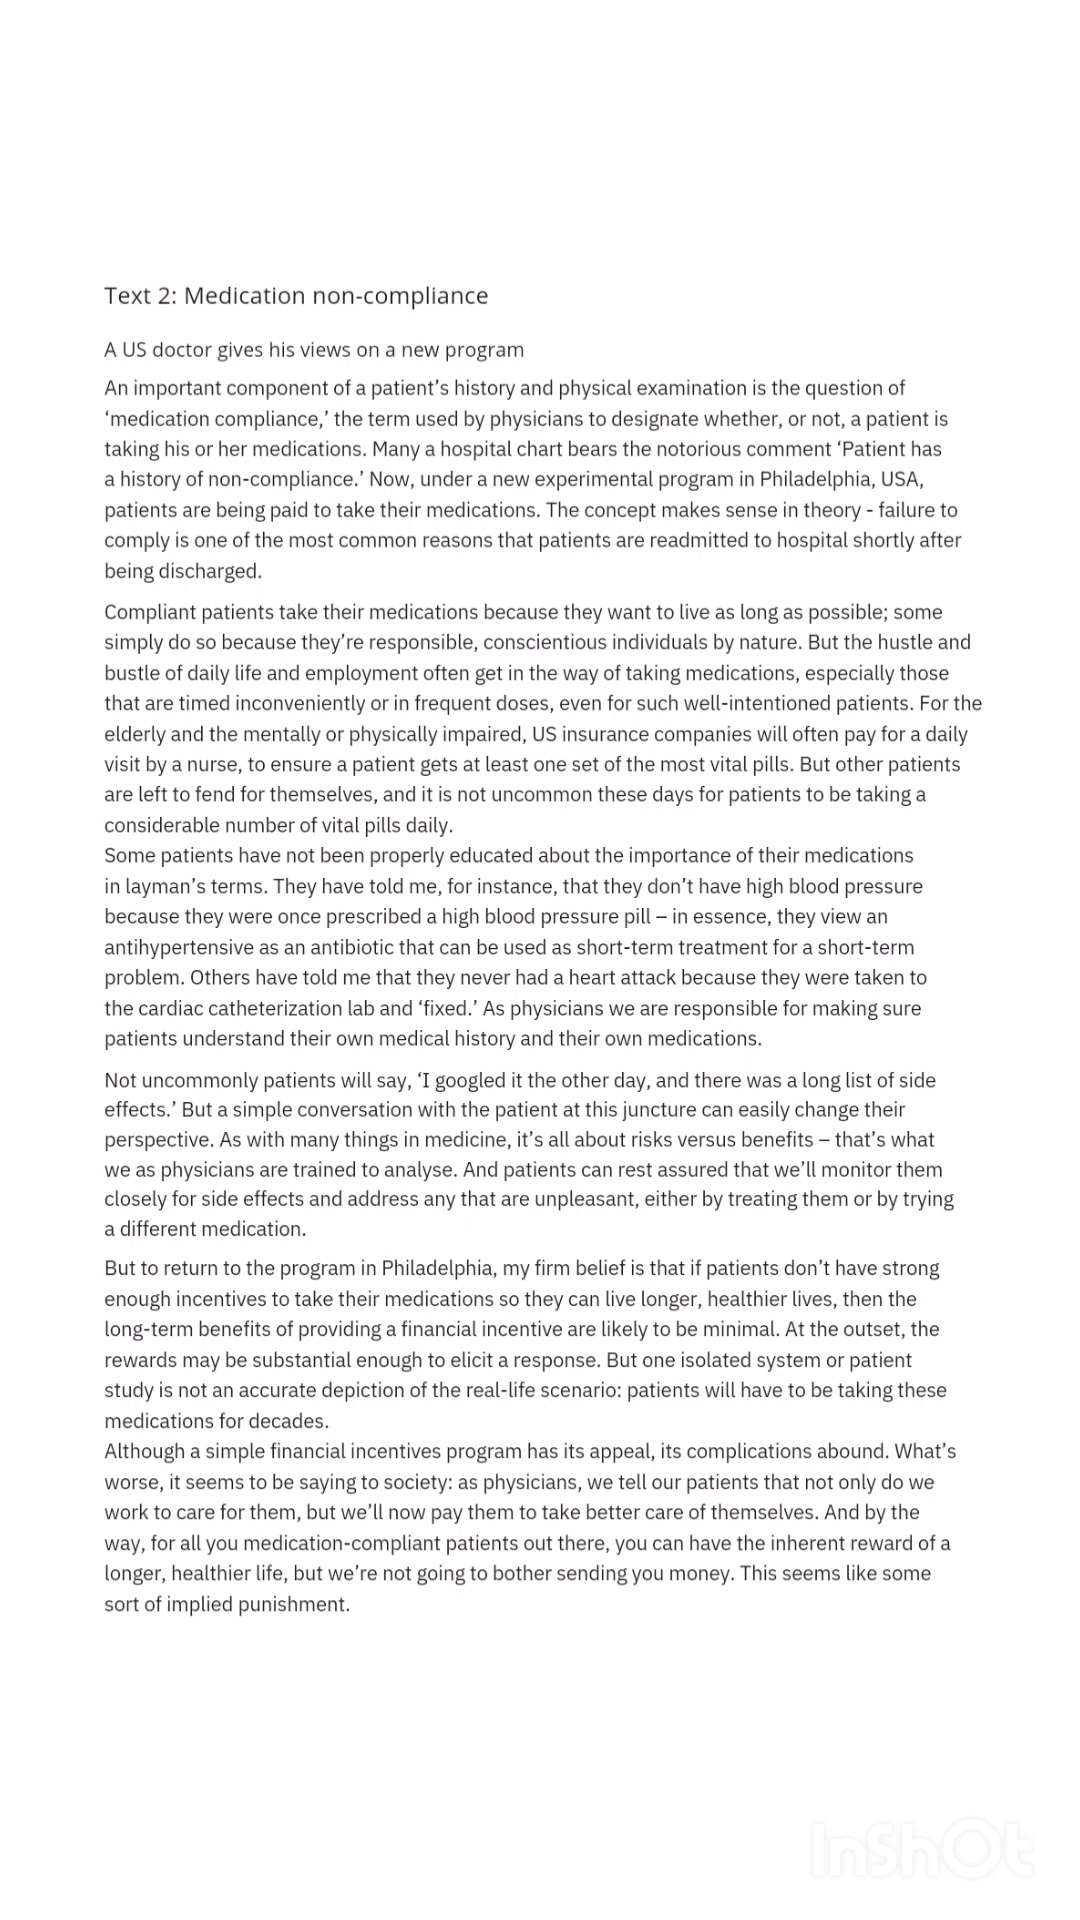 Text 2: Medication non-compliance
A US doctor gives his views on a new program
An important component of a patient’s history and physical examination is the question of
‘medication compliance,’ the term used by physicians to designate whether, or not, a patient is
taking his or her medications. Many a hospital chart bears the notorious comment ‘Patient has
a history of non-compliance.’ Now, under a new experimental program in Philadelphia, USA,
patients are being paid to take their medications. The concept makes sense in theory - failure to
comply is one of the most common reasons that patients are readmitted to hospital shortly after
being discharged.
Compliant patients take their medications because they want to live as long as possible; some
simply do so because they’re responsible, conscientious individuals by nature. But the hustle and
bustle of daily life and employment often get in the way of taking medications, especially those
that are timed inconveniently or in frequent doses, even for such well-intentioned patients. For the
elderly and the mentally or physically impaired, US insurance companies will often pay for a daily
visit by a nurse, to ensure a patient gets at least one set of the most vital pills. But other patients
are left to fend for themselves, and it is not uncommon these days for patients to be taking a
considerable number of vital pills daily.
Some patients have not been properly educated about the importance of their medications
in layman’s terms. They have told me, for instance, that they don’t have high blood pressure
because they were once prescribed a high blood pressure pill – in essence, they view an
antihypertensive as an antibiotic that can be used as short-term treatment for a short-term
problem. Others have told me that they never had a heart attack because they were taken to
the cardiac catheterization lab and ‘fixed.’ As physicians we are responsible for making sure
patients understand their own medical history and their own medications.
Not uncommonly patients will say, ‘I googled it the other day, and there was a long list of side
effects.’ But a simple conversation with the patient at this juncture can easily change their
perspective. As with many things in medicine, it’s all about risks versus benefits – that’s what
we as physicians are trained to analyse. And patients can rest assured that we’ll monitor them
closely for side effects and address any that are unpleasant, either by treating them or by trying
a different medication.
But to return to the program in Philadelphia, my firm belief is that if patients don’t have strong
enough incentives to take their medications so they can live longer, healthier lives, then the
long-term benefits of providing a financial incentive are likely to be minimal. At the outset, the
rewards may be substantial enough to elicit a response. But one isolated system or patient
study is not an accurate depiction of the real-life scenario: patients will have to be taking these
medications for decades.
Although a simple financial incentives program has its appeal, its complications abound. What’s
worse, it seems to be saying to society: as physicians, we tell our patients that not only do we
work to care for them, but we’ll now pay them to take better care of themselves. And by the
way, for all you medication-compliant patients out there, you can have the inherent reward of a
longer, healthier life, but we’re not going to bother sending you money. This seems like some
sort of implied punishment.
InShOt